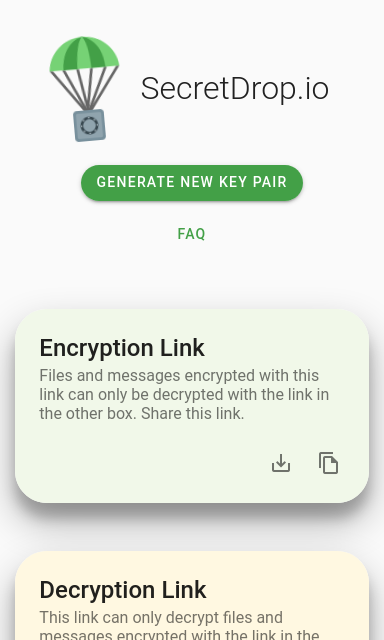 SecretDrop.io
GENERATE NEW KEY PAIR
FAQ
Encryption Link
Files and messages encrypted with this
link can only be decrypted with the link in
the other box. Share this link.
Decryption Link
This link can only decrypt files and
messages encrypted with the link in the